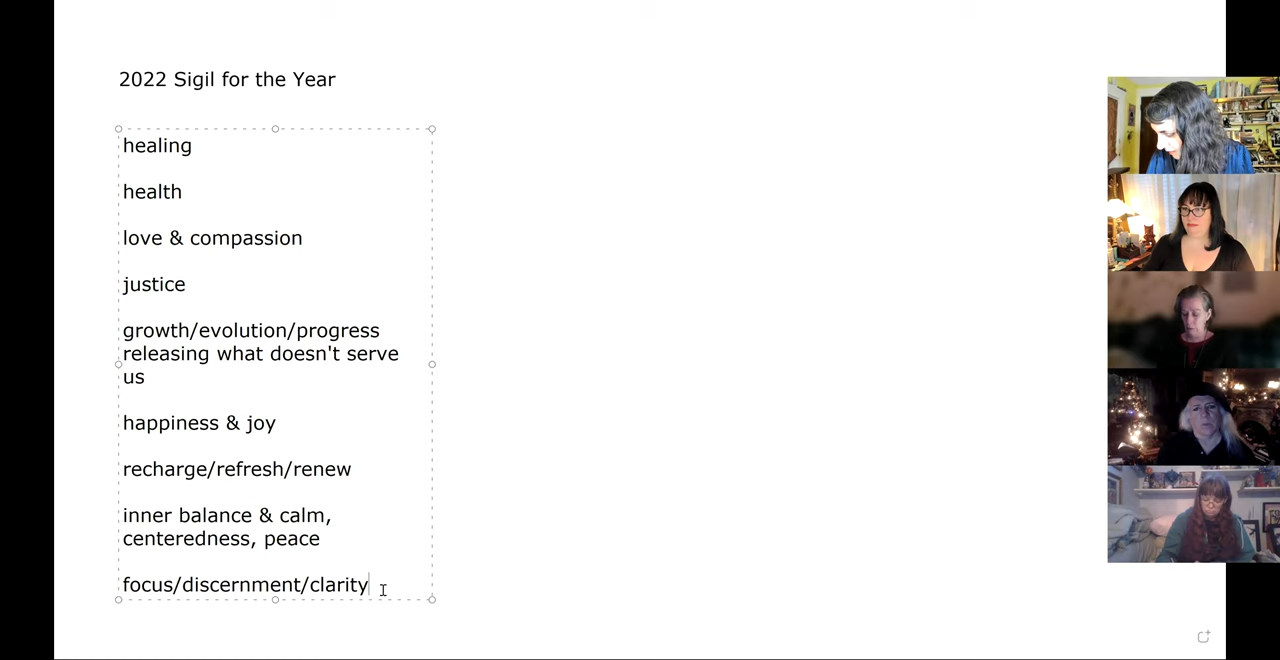 2022 Sigil for the Year
healing
health
love & compassion
justice
growth/evolution/progress
releasing what doesn't serve
us
happiness & joy
recharge/refresh/renew
inner balance & calm,
centeredness, peace
focus/discernment/clarity